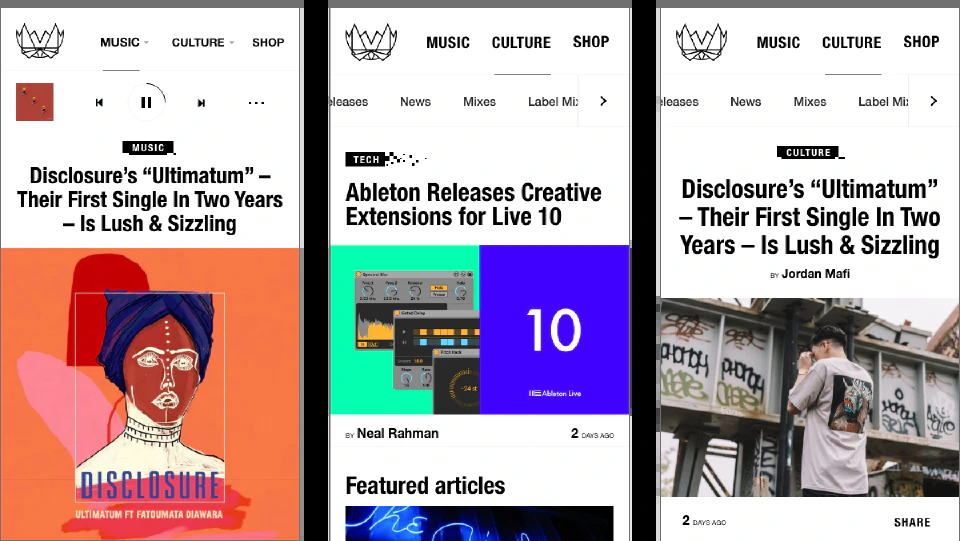 MUSIC CULTURE SHOP
MUSIC
Disclosure's “Ultimatum” –
Their First Single In Two Years
– Is Lush & Sizzling
DISCLOSURE
ULTIMATUM FT FATOUMATA DIAWARA
MUSIC CULTURE SHOP
eleases News Mixes Label Mix
TECH
Ableton Releases Creative
Extensions for Live 10
10
Ableton Live
BY Neal Rahman 2 DAYS AGO
Featured articles
MUSIC CULTURE SHOP
eleases News Mixes Label Mi
CULTURE
Disclosure's “Ultimatum”
– Their First Single In Two
Years – Is Lush & Sizzling
BY Jordan Mafi
2 DAYS AGO SHARE